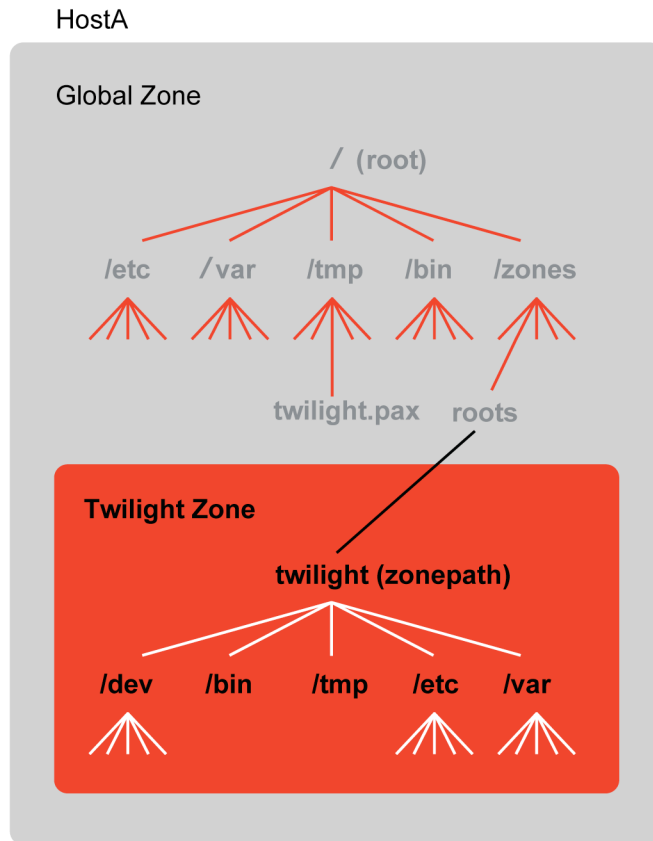 HostA
Global Zone
/ (root)
/etc /var /tmp /bin /zones
twilight.pax roots
Twilight Zone
twilight (zonepath)
/dev /bin /tmp /etc /var